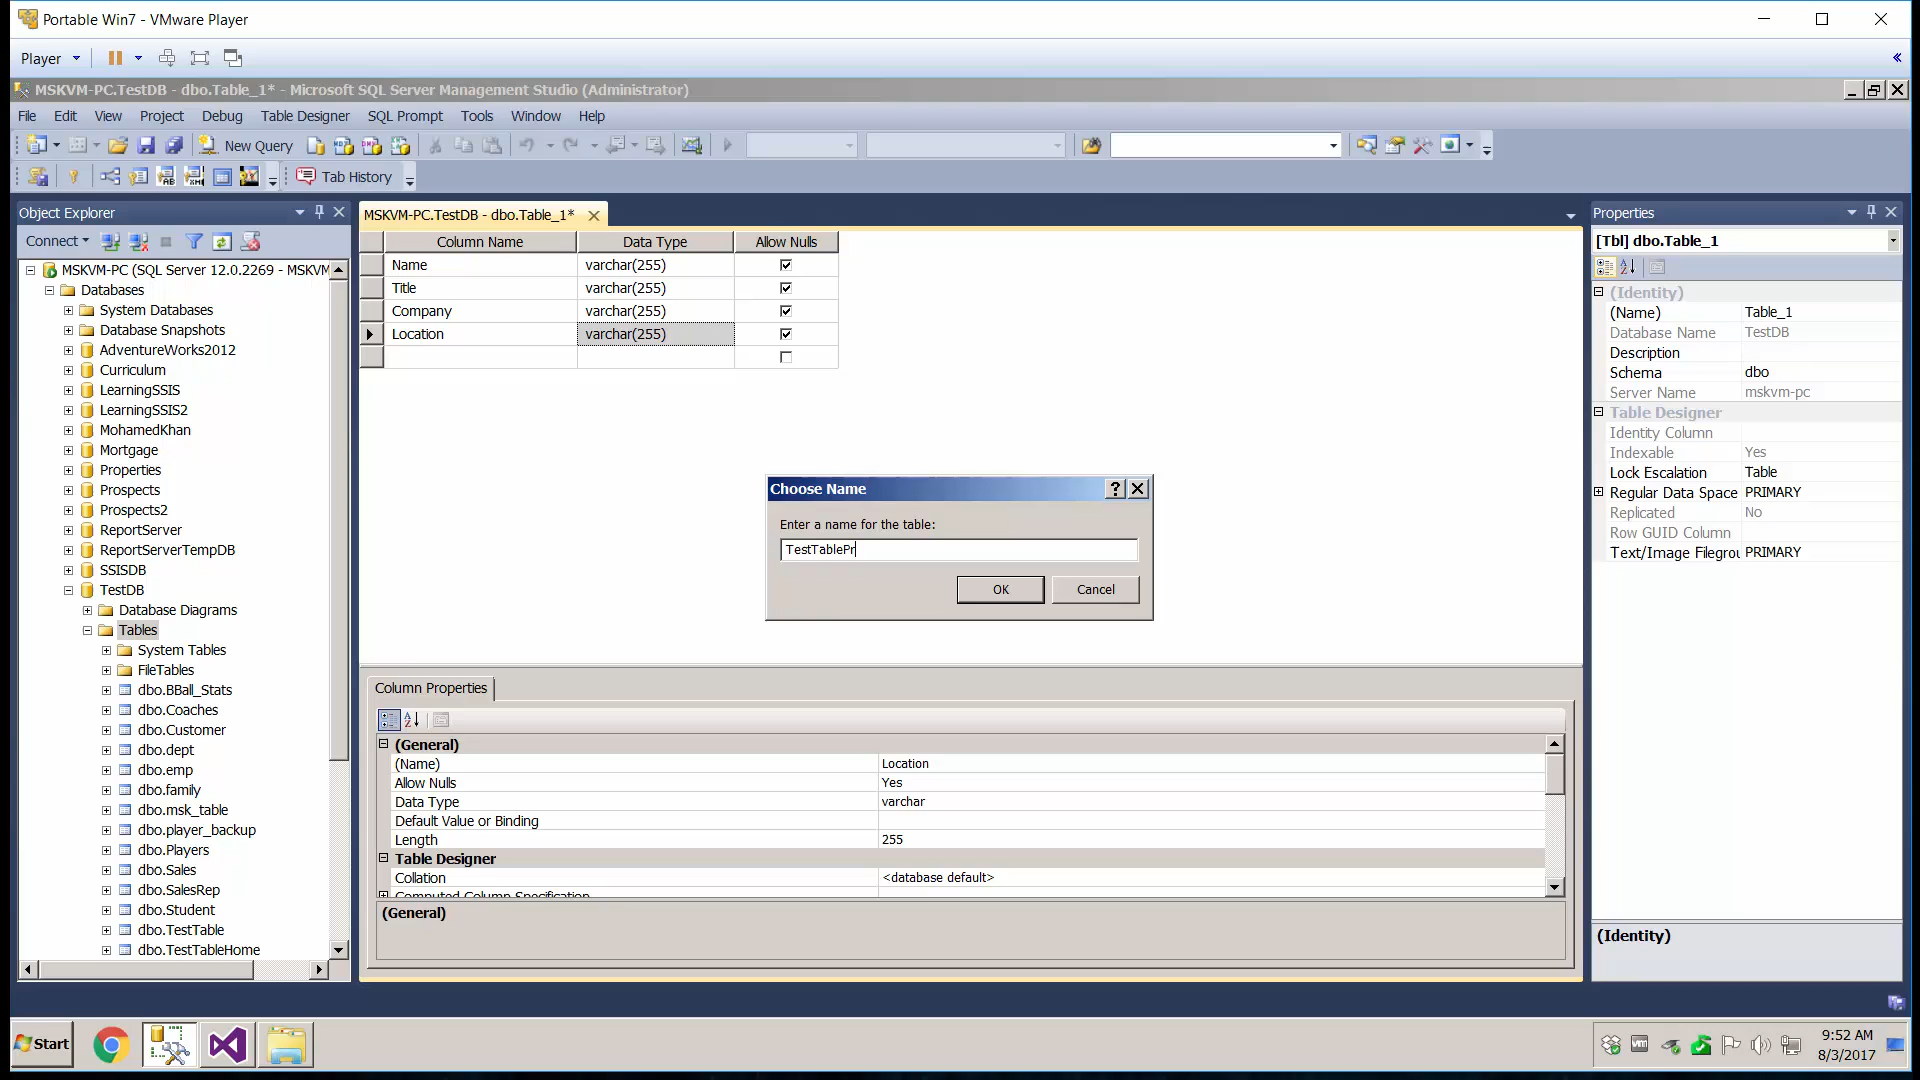 Portable Win7 - VMware Player
Player
MSKVM-PC.TestDB - dbo.Table_1* - Microsoft SQL Server Management Studio (Administrator)
File Edit View Project Debug Table Designer SQL Prompt Tools Window Help
New Query
Tab History
Object Explorer
Connect
MSKVM-PC (SQL Server 12.0.2269 - MSKVM
Databases
System Databases
Database Snapshots
AdventureWorks2012
Curriculum
LearningSSIS
LearningSSIS2
MohamedKhan
Mortgage
Properties
Prospects
Prospects2
ReportServer
ReportServerTempDB
SSISDB
TestDB
Database Diagrams
Tables
System Tables
FileTables
dbo.BBall_Stats
dbo.Coaches
dbo.Customer
dbo.dept
dbo.emp
dbo.family
dbo.msk_table
dbo.player_backup
dbo.Players
dbo.Sales
dbo.SalesRep
dbo.Student
dbo.TestTable
dbo.TestTableHome
MSKVM-PC.TestDB - dbo.Table_1*
Column Name Data Type Allow Nulls
Name varchar(255)
Title varchar(255)
Company varchar(255)
Location varchar(255)
Choose Name
Enter a name for the table:
TestTablePr
OK Cancel
Column Properties
(General)
(Name) Location
Allow Nulls Yes
Data Type varchar
Default Value or Binding
Length 255
Table Designer
Collation <database default>
Computed Column Specification
(General)
Properties
[Tbl] dbo.Table_1
(Identity)
(Name) Table_1
Database Name TestDB
Description
Schema dbo
Server Name mskvm-pc
Table Designer
Identity Column
Indexable Yes
Lock Escalation Table
Regular Data Space PRIMARY
Replicated No
Row GUID Column
Text/Image Filegrou PRIMARY
(Identity)
Start
9:52 AM
8/3/2017